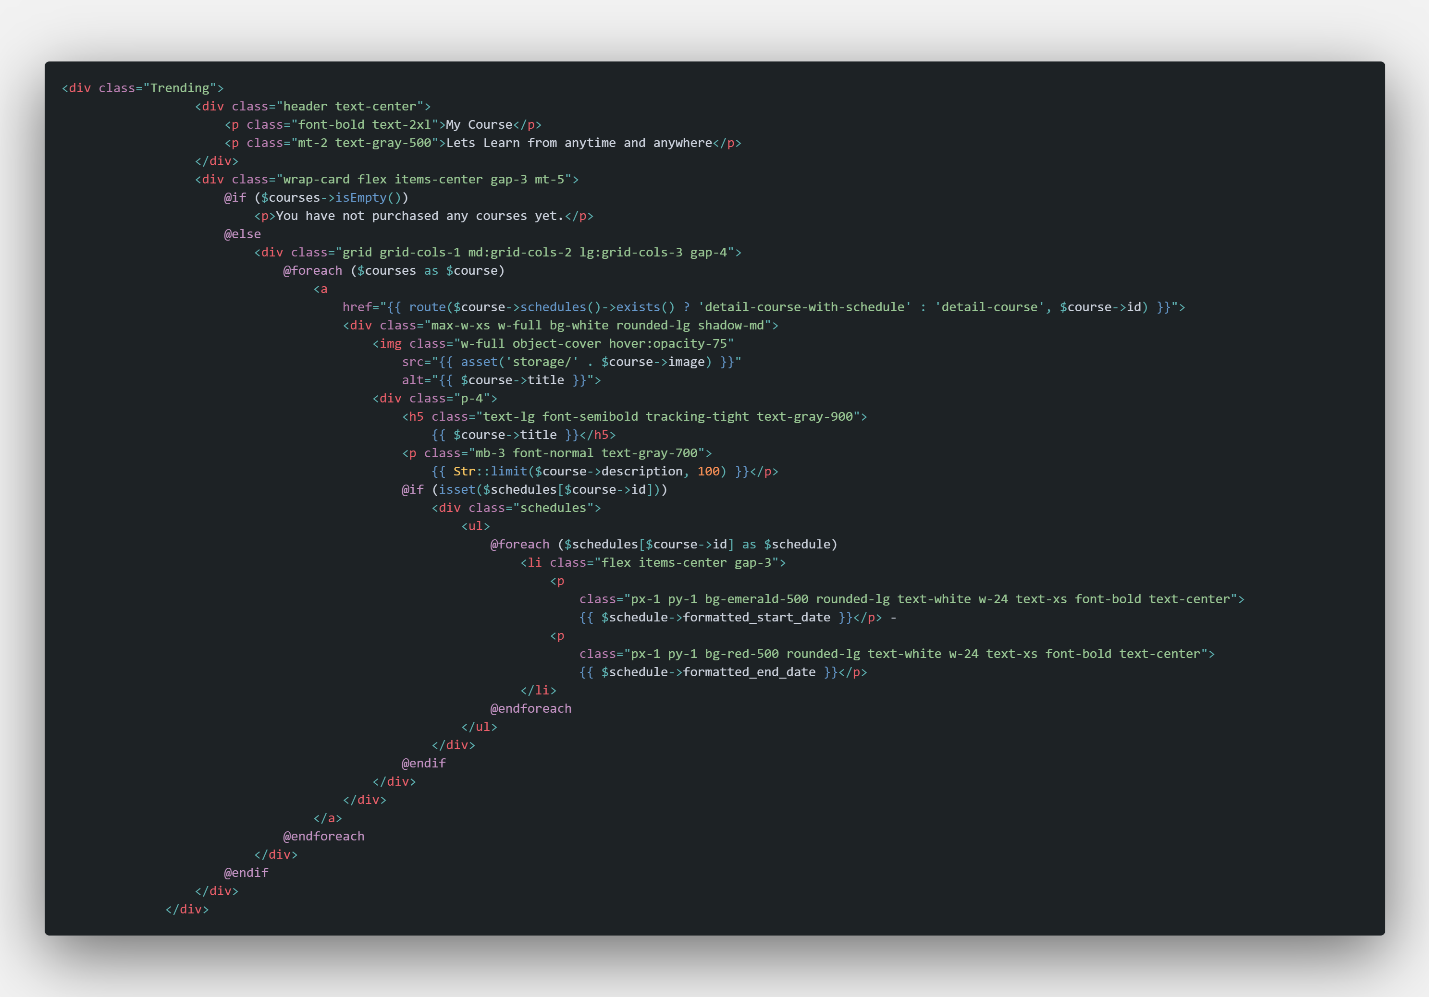 <div class="Trending">
                  <div class="header text-center">
                      <p class="font-bold text-2xl">My Course</p>
                      <p class="mt-2 text-gray-500">Lets Learn from anytime and anywhere</p>
                  </div>
                  <div class="wrap-card flex items-center gap-3 mt-5">
                      @if ($courses->isEmpty())
                          <p>You have not purchased any courses yet.</p>
                      @else
                          <div class="grid grid-cols-1 md:grid-cols-2 lg:grid-cols-3 gap-4">
                              @foreach ($courses as $course)
                                  <a
                                      href="{{ route($course->schedules()->exists() ? 'detail-course-with-schedule' : 'detail-course', $course->id) }}">
                                      <div class="max-w-xs w-full bg-white rounded-lg shadow-md">
                                          <img class="w-full object-cover hover:opacity-75"
                                              src="{{ asset('storage/' . $course->image) }}"
                                              alt="{{ $course->title }}">
                                          <div class="p-4">
                                              <h5 class="text-lg font-semibold tracking-tight text-gray-900">
                                                  {{ $course->title }}</h5>
                                              <p class="mb-3 font-normal text-gray-700">
                                                  {{ Str::limit($course->description, 100) }}</p>
                                              @if (isset($schedules[$course->id]))
                                                  <div class="schedules">
                                                      <ul>
                                                          @foreach ($schedules[$course->id] as $schedule)
                                                              <li class="flex items-center gap-3">
                                                                  <p
                                                                      class="px-1 py-1 bg-emerald-500 rounded-lg text-white w-24 text-xs font-bold text-center">
                                                                      {{ $schedule->formatted_start_date }}</p> -
                                                                  <p
                                                                      class="px-1 py-1 bg-red-500 rounded-lg text-white w-24 text-xs font-bold text-center">
                                                                      {{ $schedule->formatted_end_date }}</p>
                                                              </li>
                                                          @endforeach
                                                      </ul>
                                                  </div>
                                              @endif
                                          </div>
                                      </div>
                                  </a>
                              @endforeach
                          </div>
                      @endif
                  </div>
              </div>